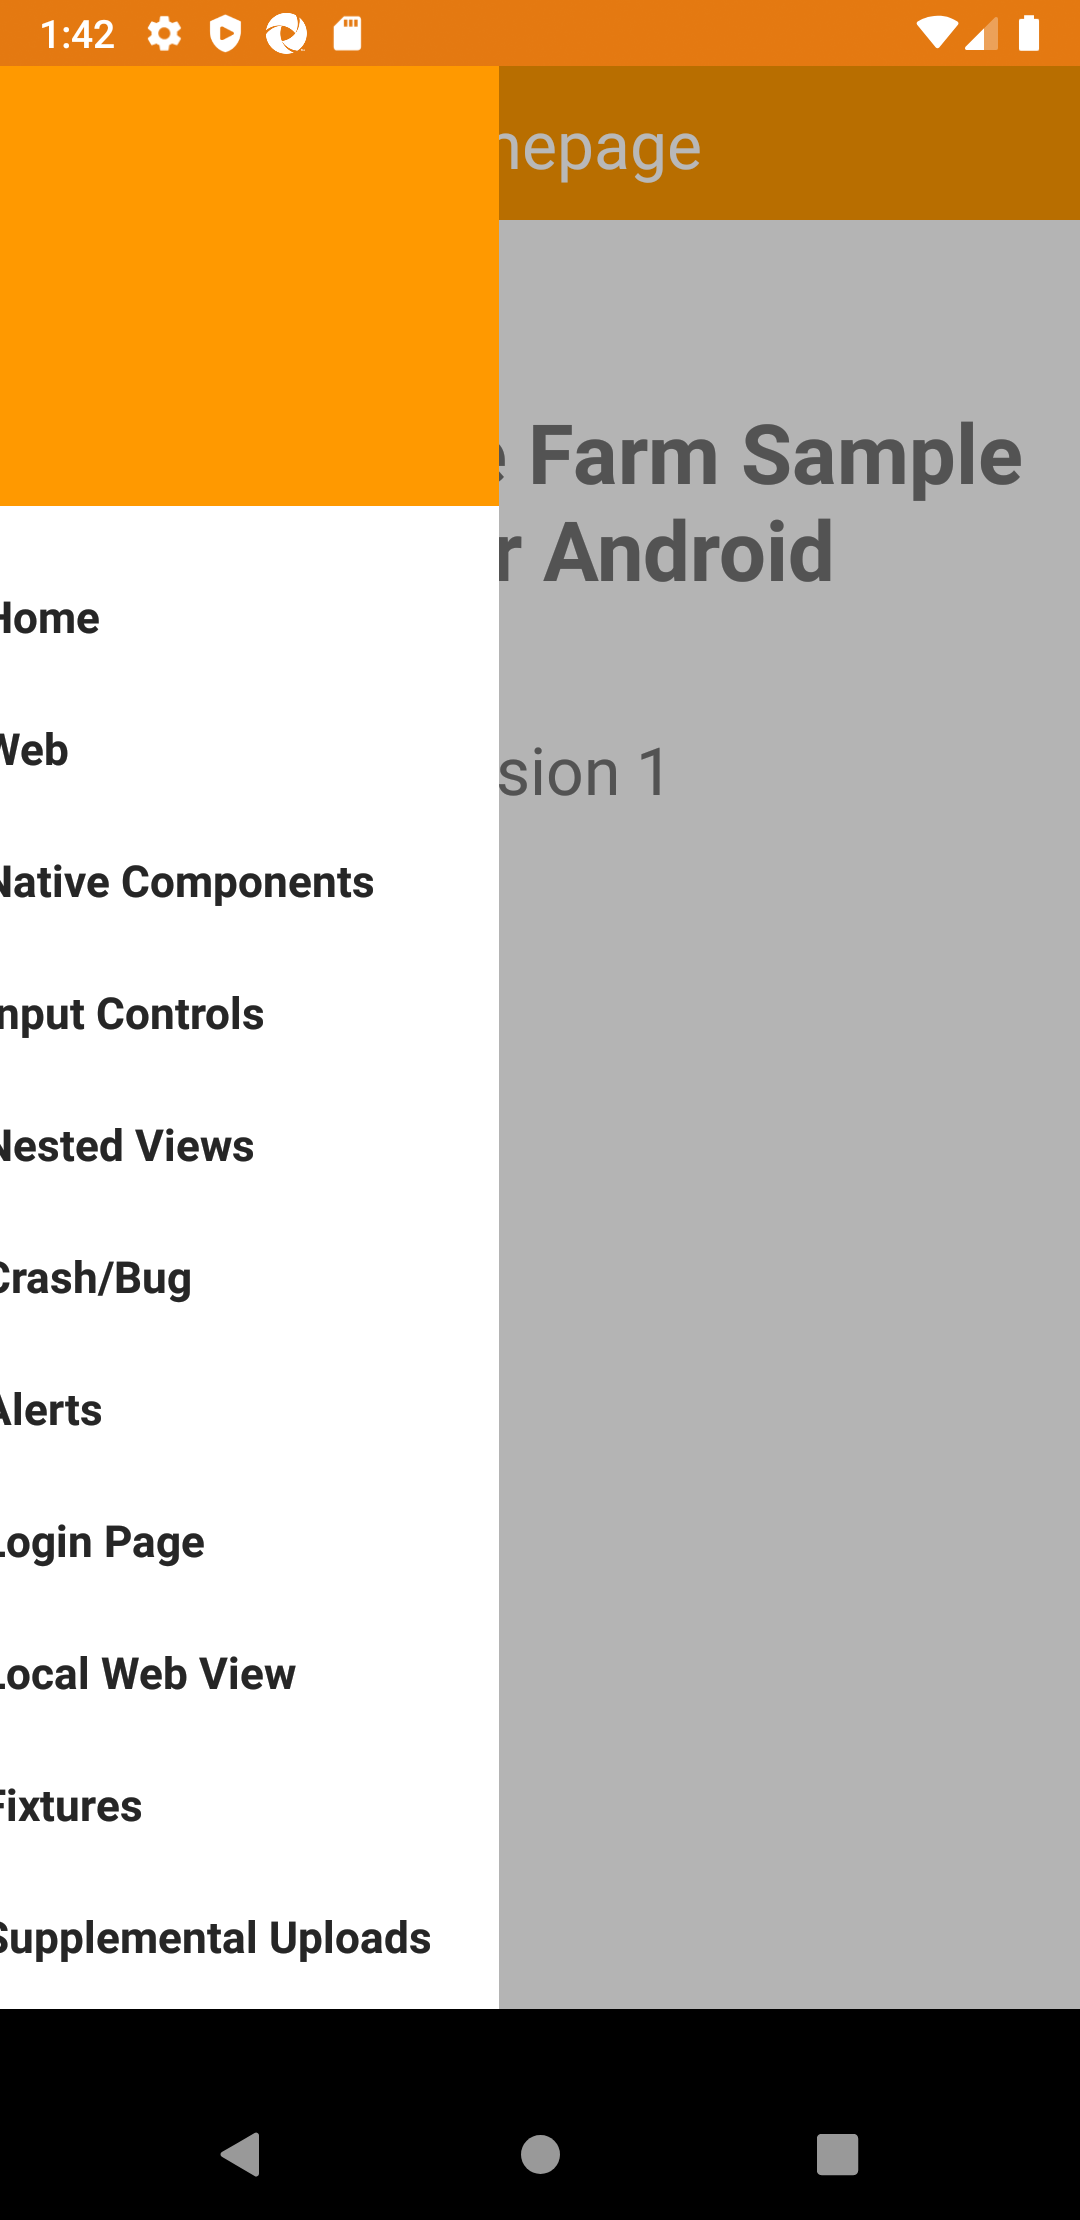 1:42
nepage
e Farm Sample
r Android
sion 1
Home
Web
Native Components
nput Controls
Nested Views
Crash/Bug
Alerts
Login Page
Local Web View
Fixtures
Supplemental Uploads